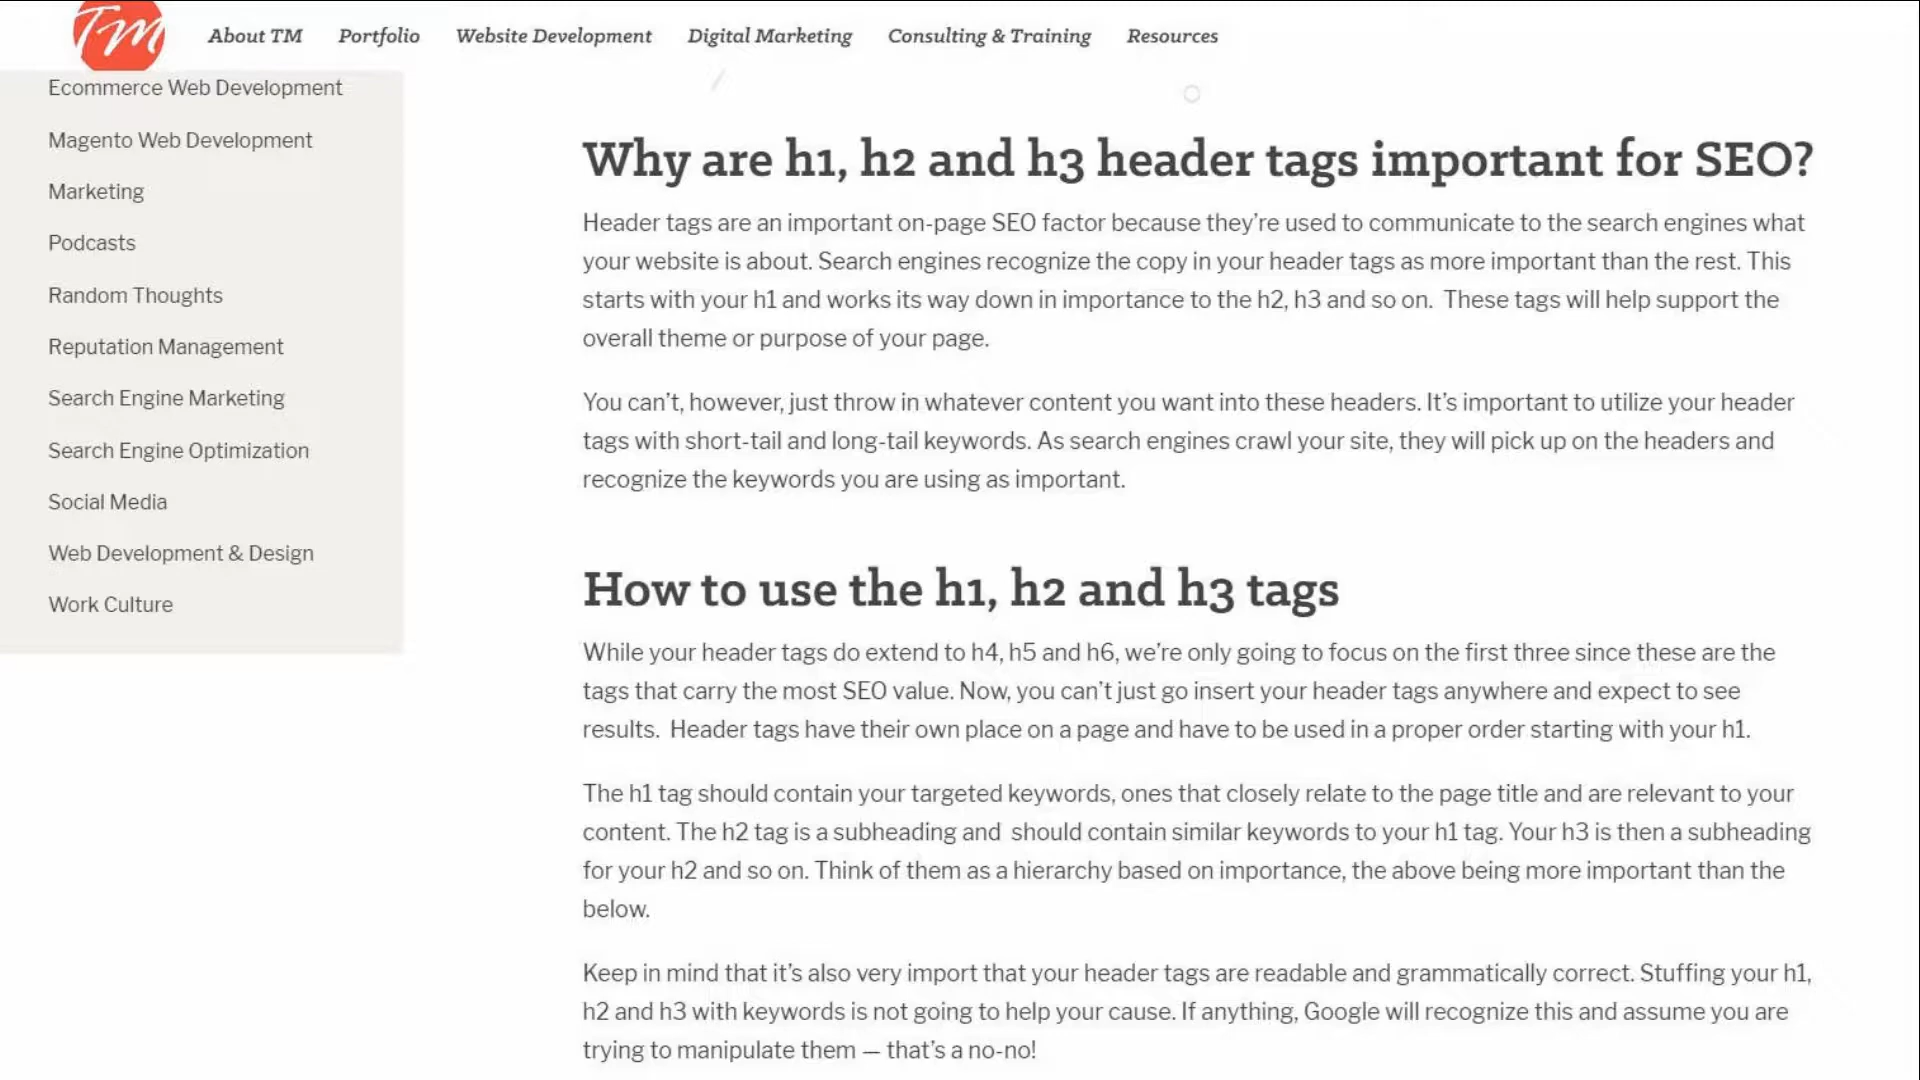 TM
About TM
Portfolio
Website Development
Digital Marketing
Consulting & Training
Resources
Ecommerce Web Development
Magento Web Development
Marketing
Podcasts
Random Thoughts
Reputation Management
Search Engine Marketing
Search Engine Optimization
Social Media
Web Development & Design
Work Culture
Why are h1, h2 and h3 header tags important for SEO?
Header tags are an important on-page SEO factor because they’re used to communicate to the search engines what
your website is about. Search engines recognize the copy in your header tags as more important than the rest. This
starts with your h1 and works its way down in importance to the h2, h3 and so on.  These tags will help support the
overall theme or purpose of your page.
You can’t, however, just throw in whatever content you want into these headers. It’s important to utilize your header
tags with short-tail and long-tail keywords. As search engines crawl your site, they will pick up on the headers and
recognize the keywords you are using as important.
How to use the h1, h2 and h3 tags
While your header tags do extend to h4, h5 and h6, we’re only going to focus on the first three since these are the
tags that carry the most SEO value. Now, you can’t just go insert your header tags anywhere and expect to see
results.  Header tags have their own place on a page and have to be used in a proper order starting with your h1.
The h1 tag should contain your targeted keywords, ones that closely relate to the page title and are relevant to your
content. The h2 tag is a subheading and  should contain similar keywords to your h1 tag. Your h3 is then a subheading
for your h2 and so on. Think of them as a hierarchy based on importance, the above being more important than the
below.
Keep in mind that it’s also very import that your header tags are readable and grammatically correct. Stuffing your h1,
h2 and h3 with keywords is not going to help your cause. If anything, Google will recognize this and assume you are
trying to manipulate them — that’s a no-no!